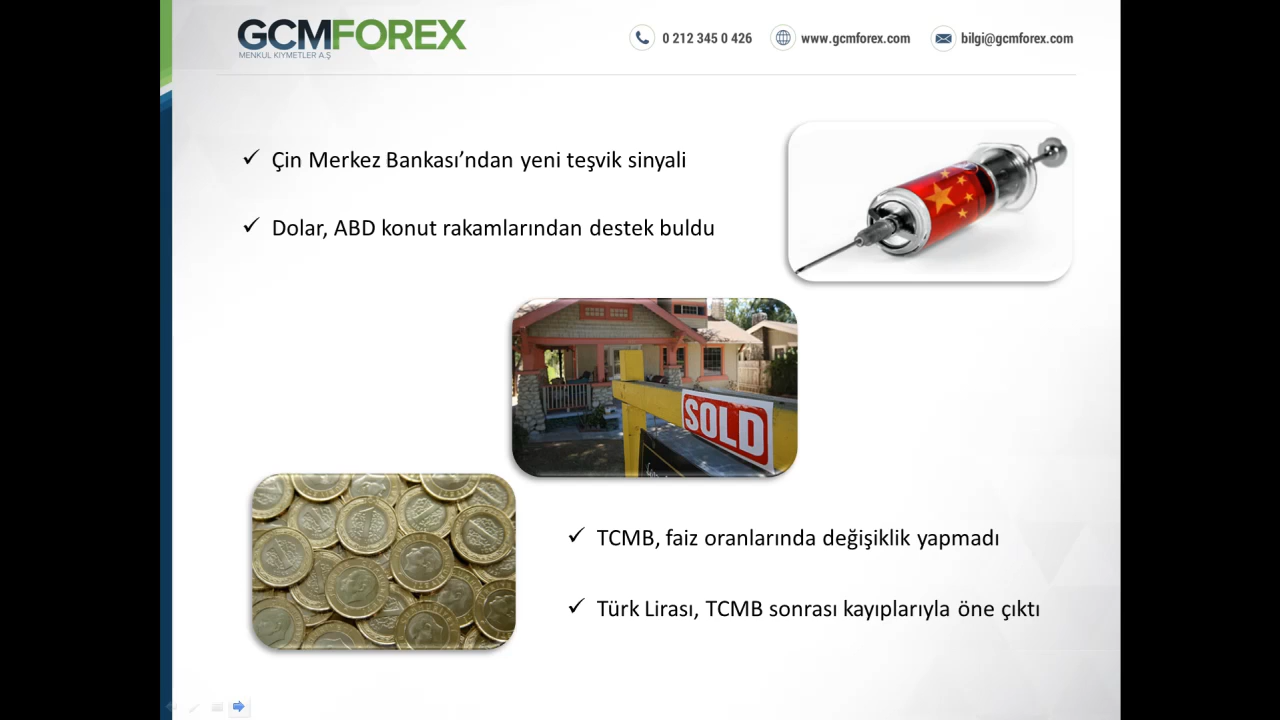 GCMFOREX
MENKUL KIYMETLER A.Ş
0 212 345 0 426
www.gcmforex.com
bilgi@gcmforex.com
✓ Çin Merkez Bankası’ndan yeni teşvik sinyali
✓ Dolar, ABD konut rakamlarından destek buldu
SOLD
✓ TCMB, faiz oranlarında değişiklik yapmadı
✓ Türk Lirası, TCMB sonrası kayıplarıyla öne çıktı